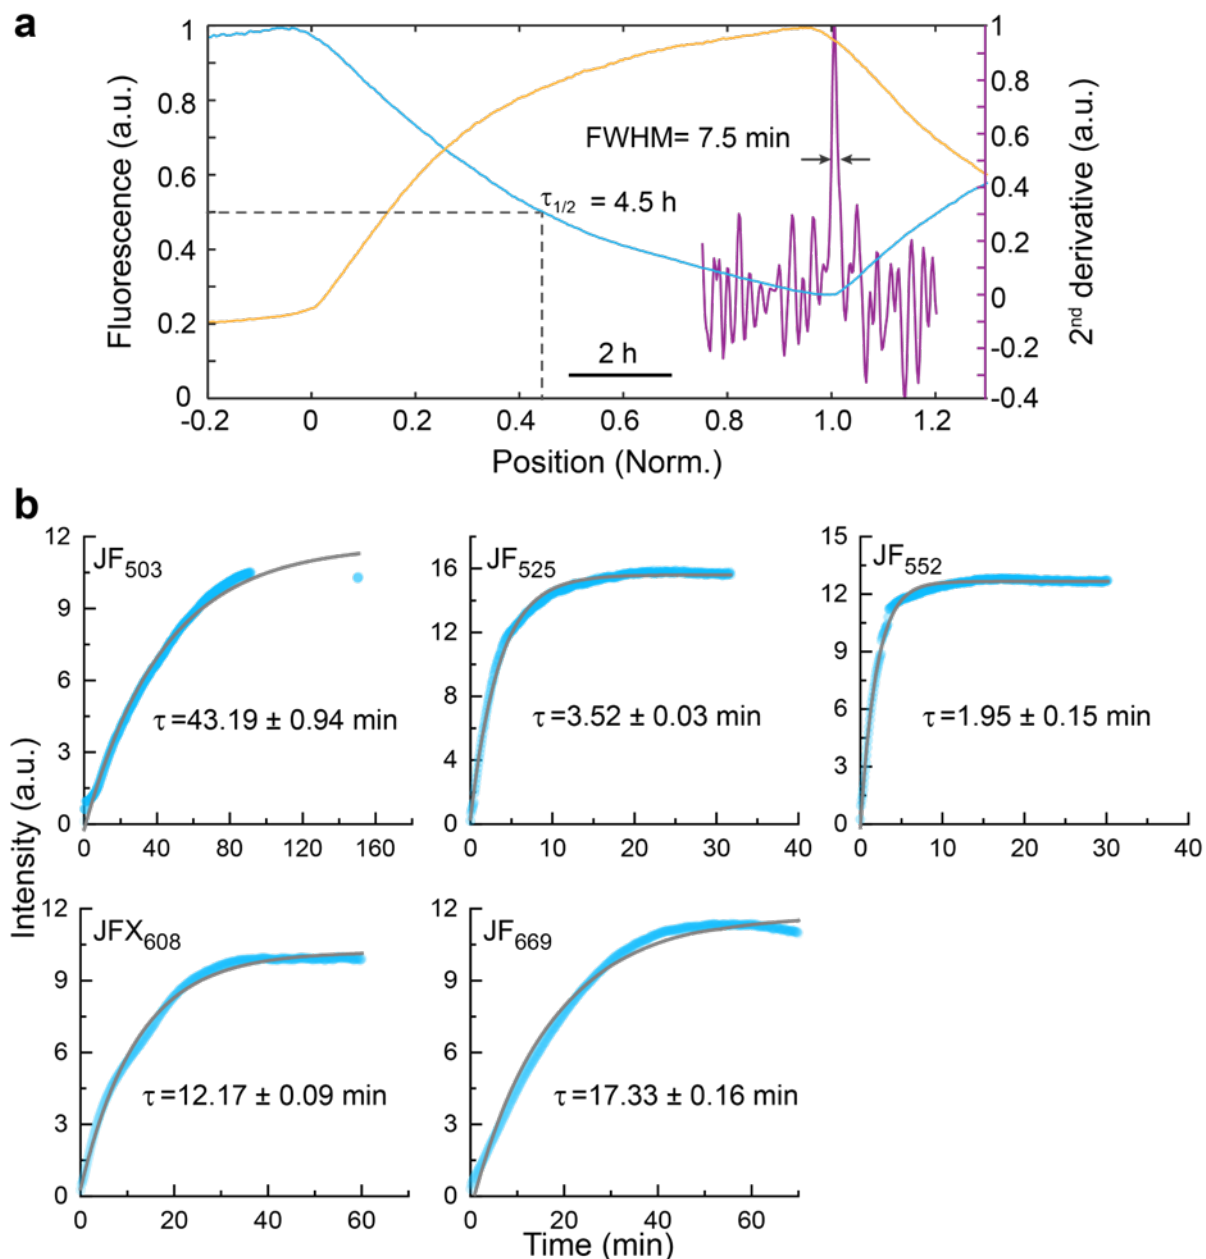 a
Fluorescence (a.u.)
1
0.8
0.6
0.4
0.2
0
1
0.8
0.6
0.4
0.2
0
-0.2
-0.4
2nd derivative (a.u.)
FWHM= 7.5 min
τ1/2 = 4.5 h
2 h
-0.2 0 0.2 0.4 0.6 0.8 1.0 1.2
Position (Norm.)
b
Intensity (a.u.)
JF503
12
9
6
3
0
τ=43.19 ± 0.94 min
0 40 80 120 160
JF525
16
12
8
4
0
τ=3.52 ± 0.03 min
0 10 20 30 40
JF552
15
12
9
6
3
0
τ=1.95 ± 0.15 min
0 10 20 30 40
JFX608
12
9
6
3
0
τ=12.17 ± 0.09 min
0 20 40 60
JF669
12
9
6
3
0
τ=17.33 ± 0.16 min
0 20 40 60
Time (min)